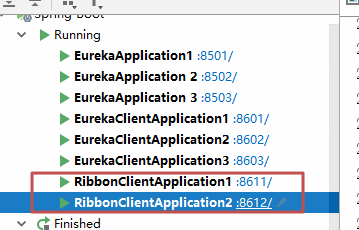 Spring Boot
Running
EurekaApplication1 :8501/
EurekaApplication 2 :8502/
EurekaApplication 3 :8503/
EurekaClientApplication1 :8601/
EurekaClientApplication2 :8602/
EurekaClientApplication3 :8603/
RibbonClientApplication1 :8611/
RibbonClientApplication2 :8612/
Finished